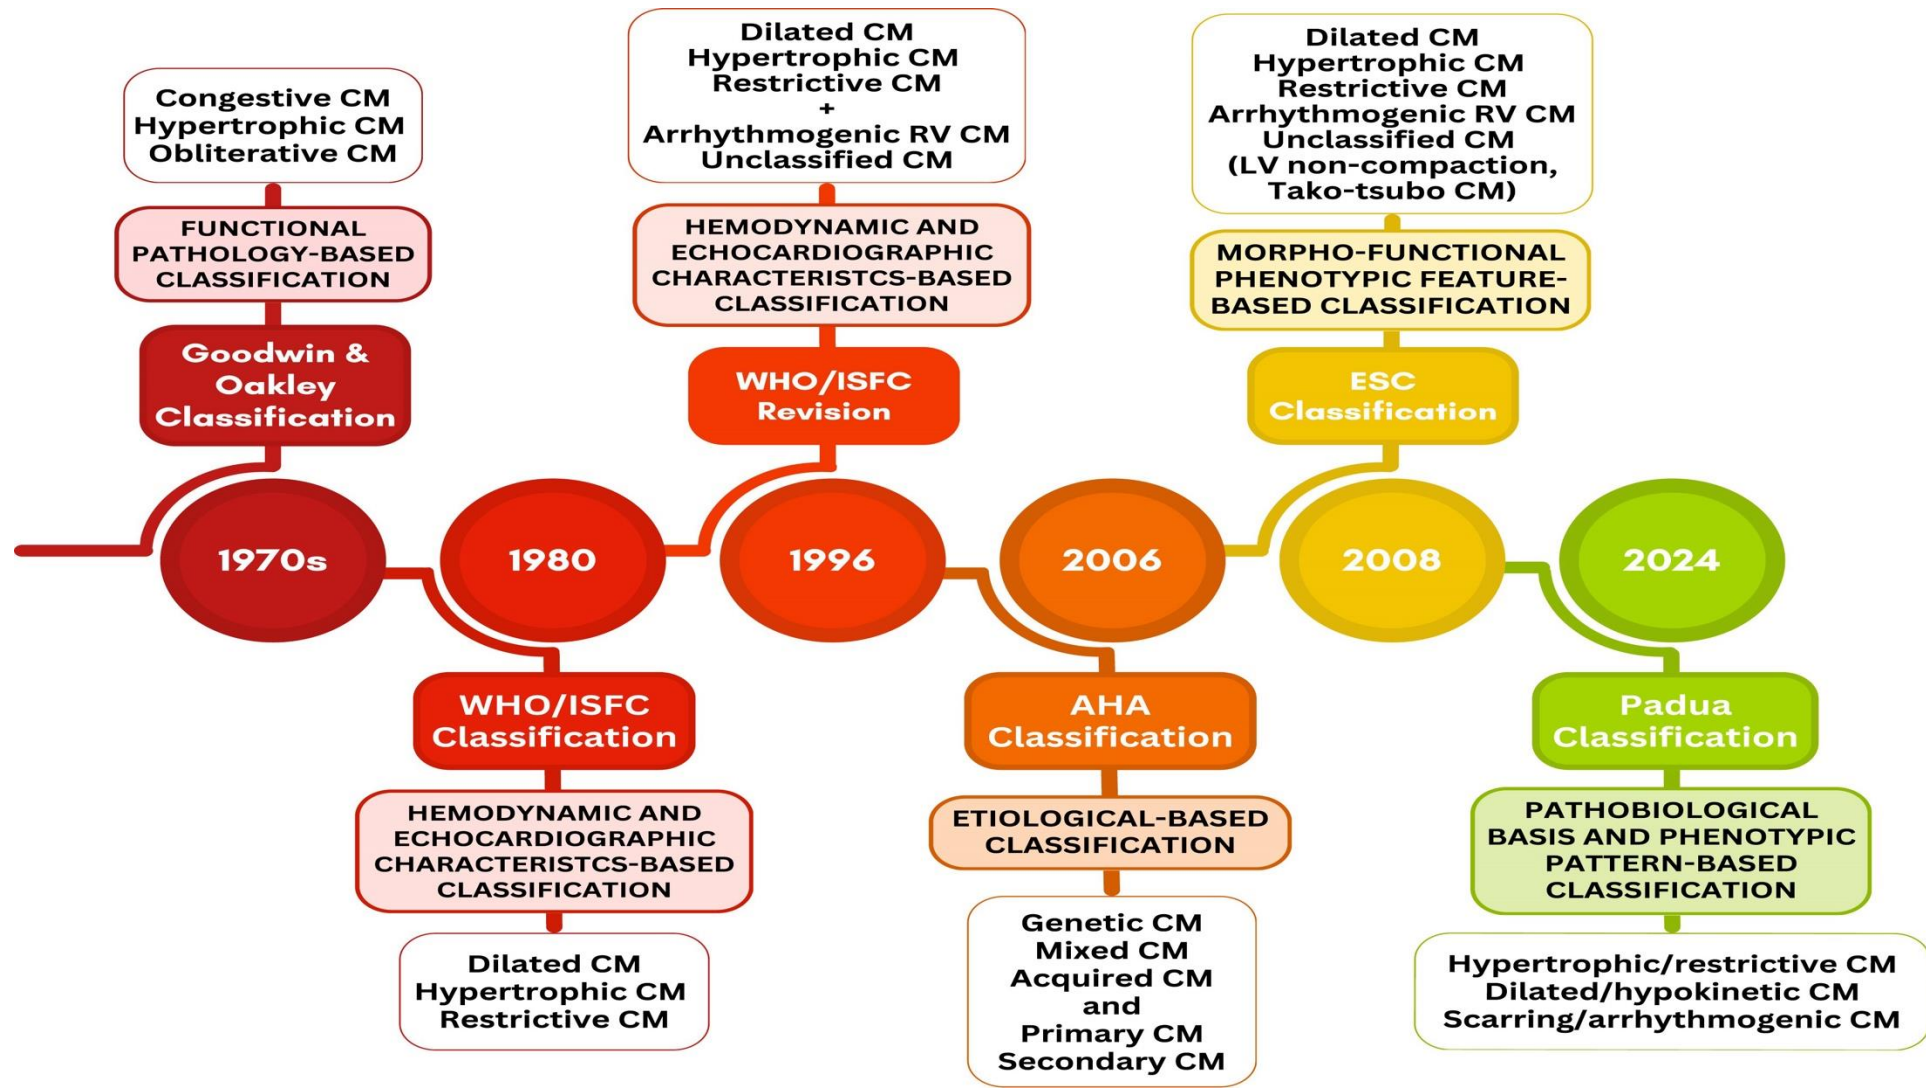 Congestive CM
Hypertrophic CM
Obliterative CM
FUNCTIONAL
PATHOLOGY-BASED
CLASSIFICATION
Goodwin &
Oakley
Classification
1970s
1980
WHO/ISFC
Classification
HEMODYNAMIC AND
ECHOCARDIOGRAPHIC
CHARACTERISTCS-BASED
CLASSIFICATION
Dilated CM
Hypertrophic CM
Restrictive CM
Dilated CM
Hypertrophic CM
Restrictive CM
+
Arrhythmogenic RV CM
Unclassified CM
HEMODYNAMIC AND
ECHOCARDIOGRAPHIC
CHARACTERISTCS-BASED
CLASSIFICATION
WHO/ISFC
Revision
1996
2006
AHA
Classification
ETIOLOGICAL-BASED
CLASSIFICATION
Genetic CM
Mixed CM
Acquired CM
and
Primary CM
Secondary CM
Dilated CM
Hypertrophic CM
Restrictive CM
Arrhythmogenic RV CM
Unclassified CM
(LV non-compaction,
Tako-tsubo CM)
MORPHO-FUNCTIONAL
PHENOTYPIC FEATURE-
BASED CLASSIFICATION
ESC
Classification
2008
2024
Padua
Classification
PATHOBIOLOGICAL
BASIS AND PHENOTYPIC
PATTERN-BASED
CLASSIFICATION
Hypertrophic/restrictive CM
Dilated/hypokinetic CM
Scarring/arrhythmogenic CM